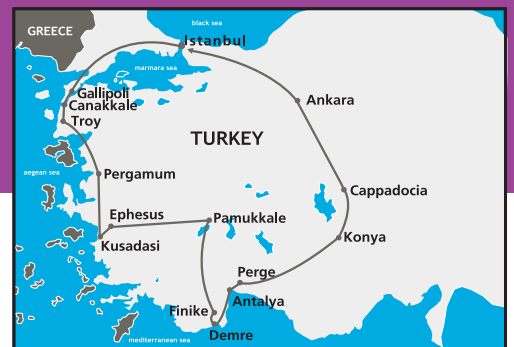 black sea
GREECE
Istanbul
marmara sea
Gallipoli
Canakkale
Troy
Ankara
TURKEY
aegean sea
Pergamum
Cappadocia
Ephesus
Pamukkale
Kusadasi
Konya
Perge
Antalya
Finike
Demre
mediterranean sea